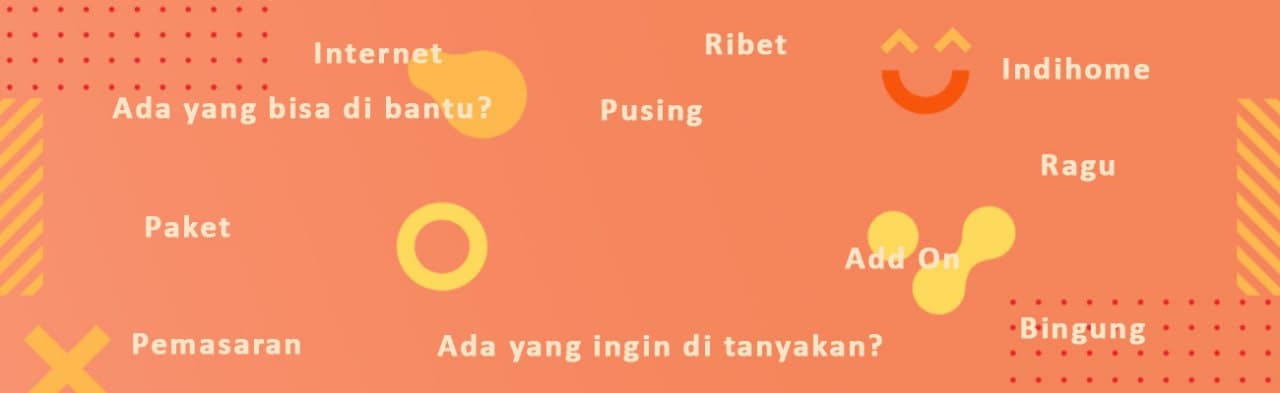 Internet
Ribet
Indihome
Ada yang bisa di bantu?
Pusing
Ragu
Paket
Add On
Bingung
Pemasaran
Ada yang ingin di tanyakan?